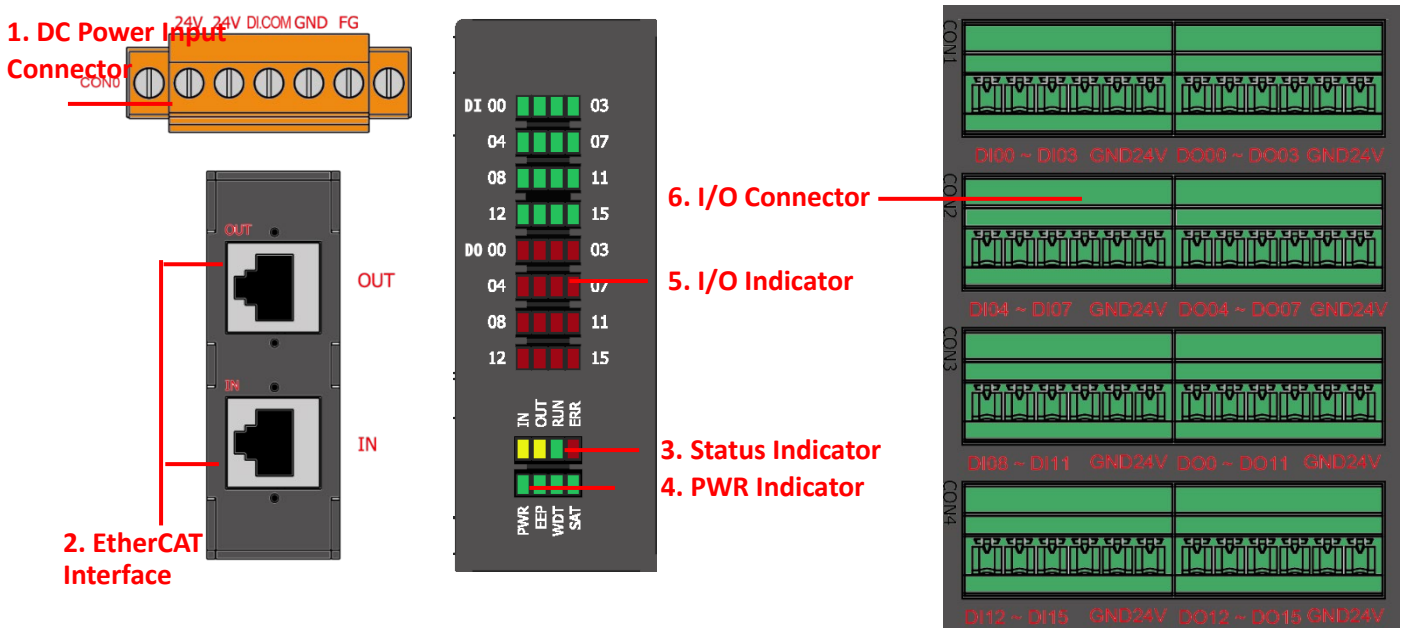 1. DC Power Input
Connector
24V 24V DI.COM GND FG
CON0
OUT
OUT
IN
IN
2. EtherCAT
Interface
DI 00 03
04 07
08 11
12 15
DO 00 03
04 07
08 11
12 15
IN OUT RUN ERR
PWR EEP WDT SAT
6. I/O Connector
5. I/O Indicator
3. Status Indicator
4. PWR Indicator
CON1
DI00 ~ DI03 GND24V DO00 ~ DO03 GND24V
CON2
DI04 ~ DI07 GND24V DO04 ~ DO07 GND24V
CON3
DI08 ~ DI11 GND24V DO0 ~ DO11 GND24V
CON4
DI12 ~ DI15 GND24V DO12 ~ DO15 GND24V